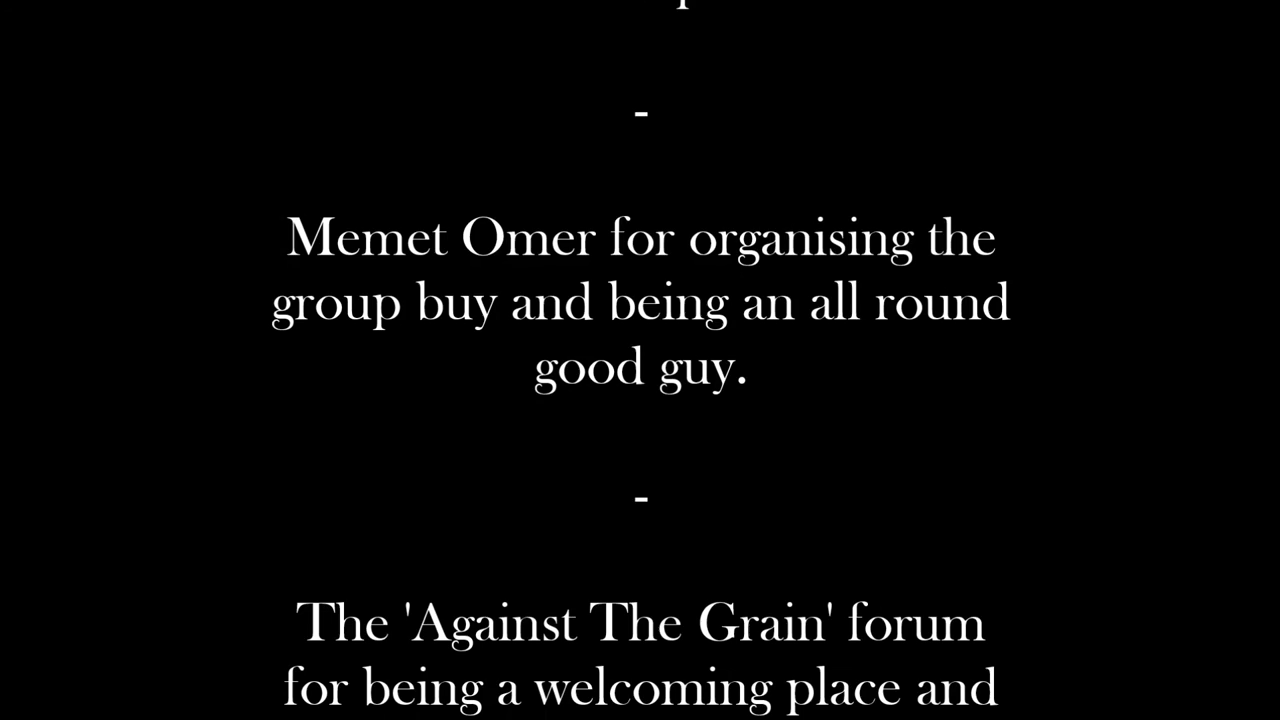 -
Memet Omer for organising the
group buy and being an all round
good guy.
-
The 'Against The Grain' forum
for being a welcoming place and